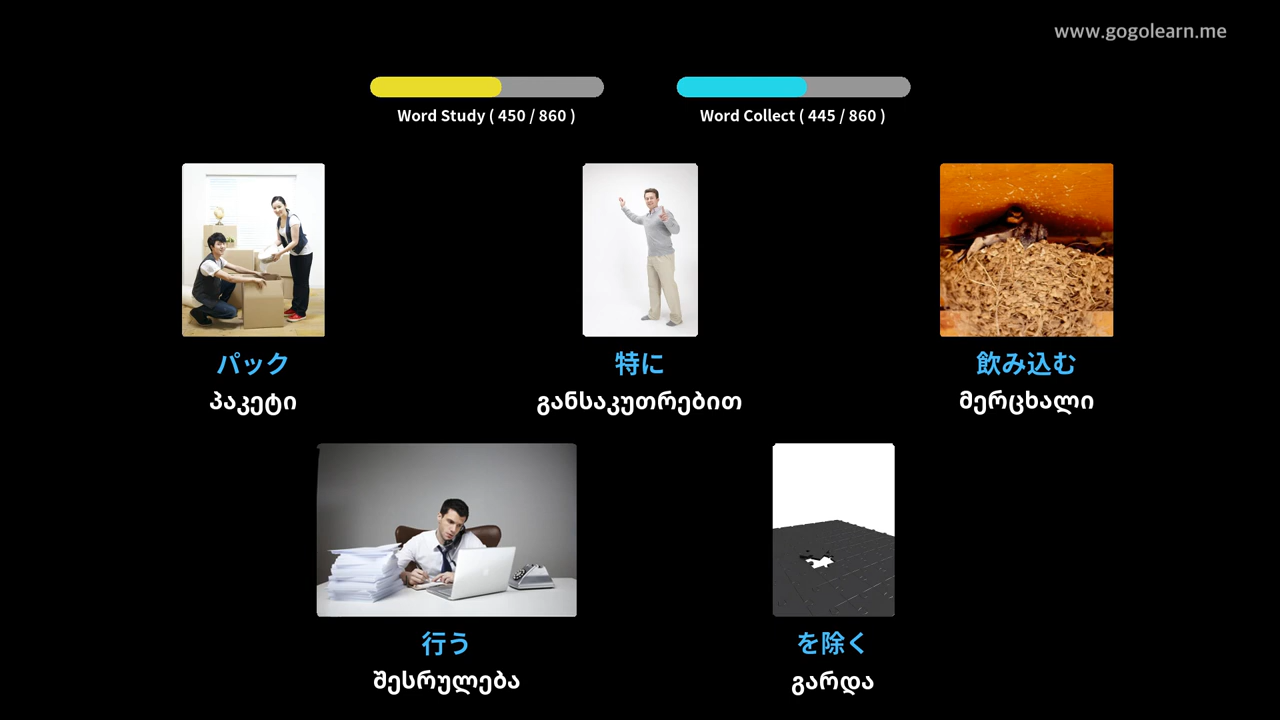 www.gogolearn.me
Word Study ( 450 / 860 )
Word Collect ( 445 / 860 )
パック
პაკეტი
特に
განსაკუთრებით
飲み込む
მერცხალი
行う
შესრულება
を除く
გარდა